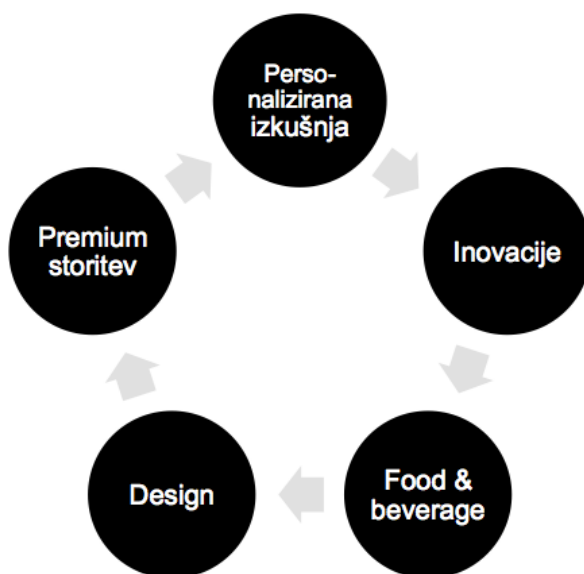 Perso-
nalizirana
izkušnja
Inovacije
Food &
beverage
Design
Premium
storitev